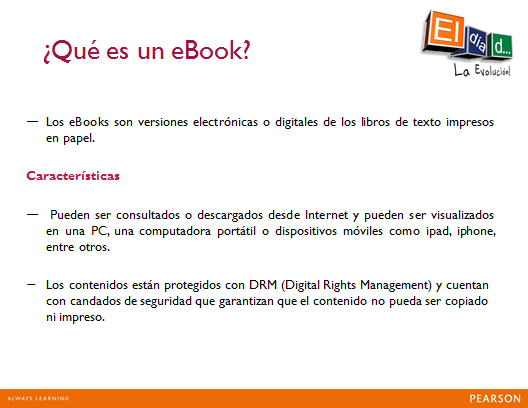 ¿Qué es un eBook?
El día d...
La Evolución!
— Los eBooks son versiones electrónicas o digitales de los libros de texto impresos
en papel.
Características
— Pueden ser consultados o descargados desde Internet y pueden ser visualizados
en una PC, una computadora portátil o dispositivos móviles como ipad, iphone,
entre otros.
— Los contenidos están protegidos con DRM (Digital Rights Management) y cuentan
con candados de seguridad que garantizan que el contenido no pueda ser copiado
ni impreso.
ALWAYS LEARNING
PEARSON